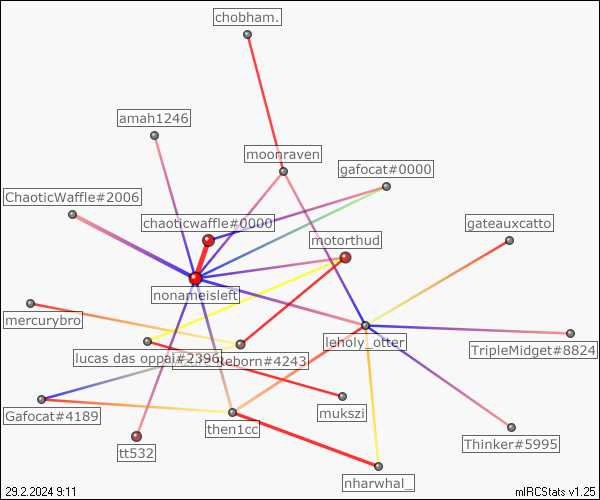 chobham.
amah1246
moonraven
gafocat#0000
ChaoticWaffle#2006
chaoticwaffle#0000
gateauxcatto
motorthud
nonameisleft
mercurybro
leholy_otter
TripleMidget#8824
lucas das oppai#2396
eborn#4243
mukszi
Gafocat#4189
then1cc
Thinker#5995
tt532
nharwhal_
29.2.2024 9:11
mIRCStats v1.25